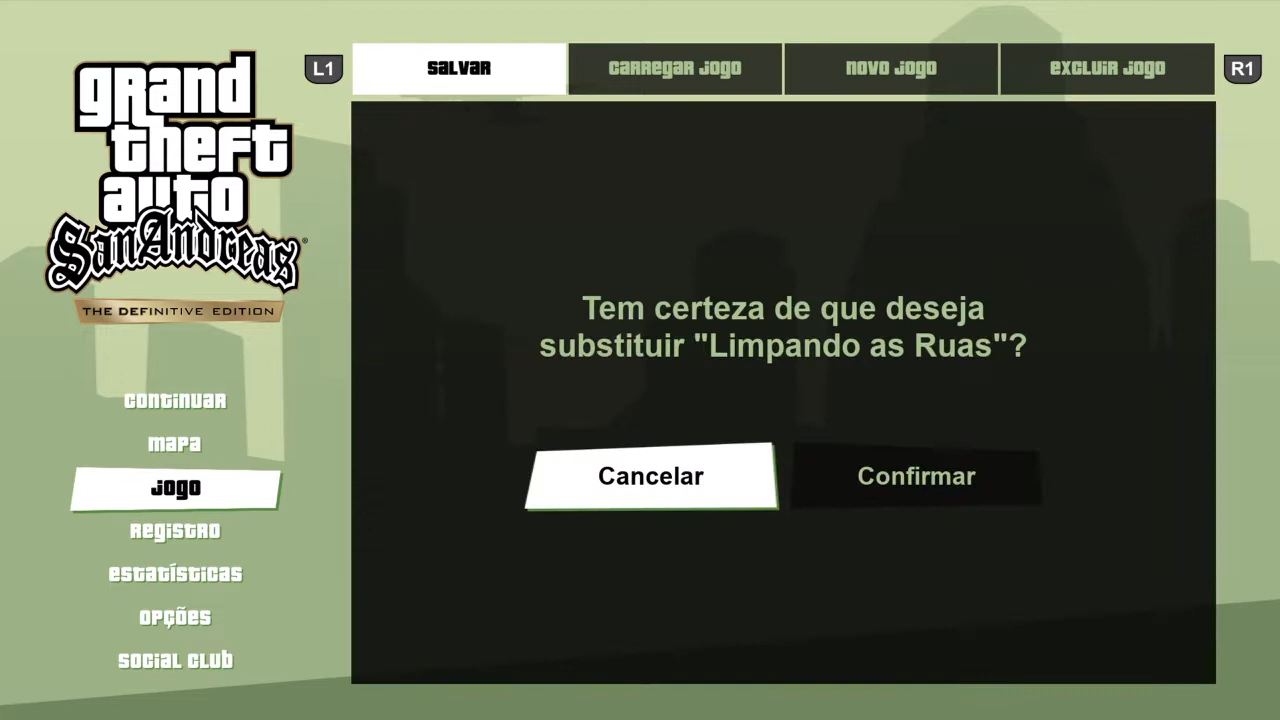 grand
theft
auto
San Andreas
THE DEFINITIVE EDITION
L1
SALVAR
CARREGAR JOGO
NOVO JOGO
EXCLUIR JOGO
R1
Tem certeza de que deseja
substituir "Limpando as Ruas"?
Cancelar
Confirmar
CONTINUAR
MAPA
JOGO
REGISTRO
ESTATÍSTICAS
OPÇÕES
SOCIAL CLUB